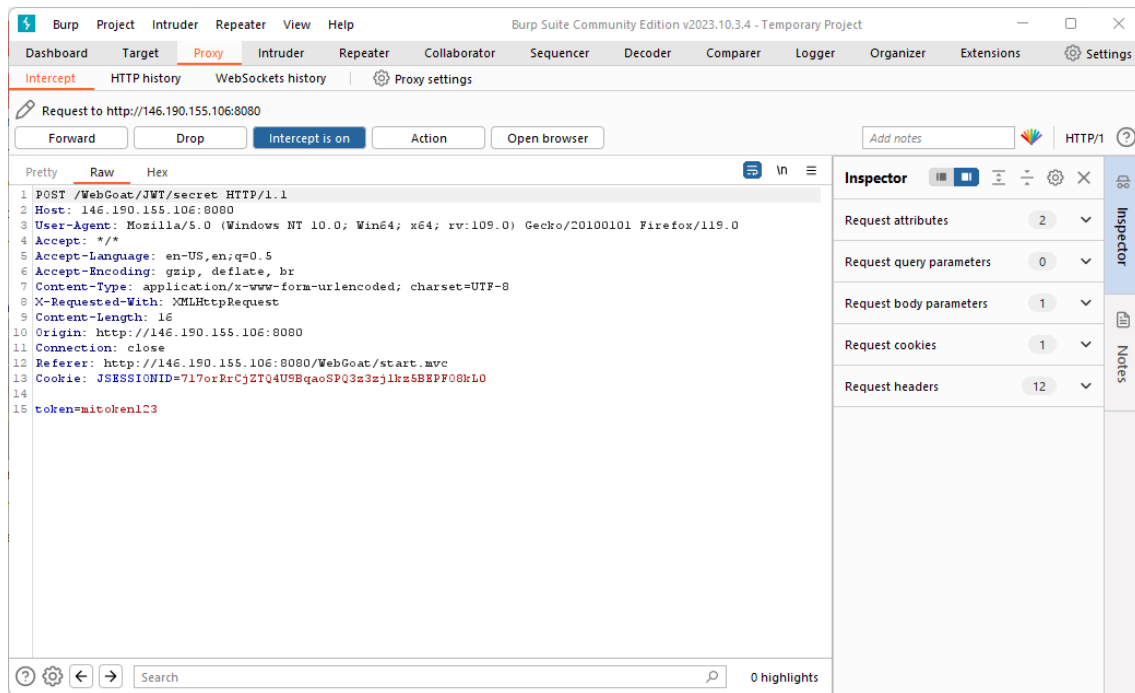 Burp Project Intruder Repeater View Help Burp Suite Community Edition v2023.10.3.4 - Temporary Project
Dashboard Target Proxy Intruder Repeater Collaborator Sequencer Decoder Comparer Logger Organizer Extensions Settings
Intercept HTTP history WebSockets history Proxy settings
Request to http://146.190.155.106:8080
Forward Drop Intercept is on Action Open browser Add notes HTTP/1 ?
Pretty Raw Hex \n
1 POST /WebGoat/JWT/secret HTTP/1.1
2 Host: 146.190.155.106:8080
3 User-Agent: Mozilla/5.0 (Windows NT 10.0; Win64; x64; rv:109.0) Gecko/20100101 Firefox/119.0
4 Accept: */*
5 Accept-Language: en-US,en;q=0.5
6 Accept-Encoding: gzip, deflate, br
7 Content-Type: application/x-www-form-urlencoded; charset=UTF-8
8 X-Requested-With: XMLHttpRequest
9 Content-Length: 16
10 Origin: http://146.190.155.106:8080
11 Connection: close
12 Referer: http://146.190.155.106:8080/WebGoat/start.mvc
13 Cookie: JSESSIONID=717orRrCjZTQ4U9BqaoSPQ3z3zjlkz5BEPFO8kL0
14
15 token=mitoken123
Inspector
Request attributes 2
Request query parameters 0
Request body parameters 1
Request cookies 1
Request headers 12
Inspector
Notes
? Search 0 highlights